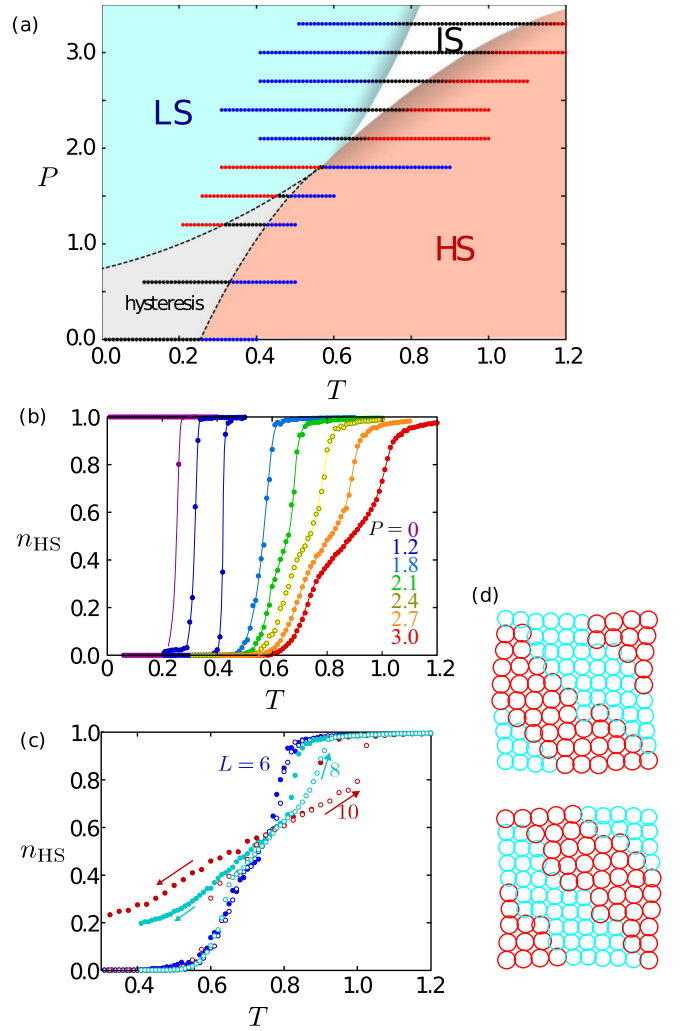 (a)
3.0
2.0
1.0
0.0
P
LS
IS
HS
hysteresis
0.0 0.2 0.4 0.6 0.8 1.0 1.2
T
(b)
1.0
0.8
0.6
0.4
0.2
0.0
nHS
P = 0
1.2
1.8
2.1
2.4
2.7
3.0
0 0.2 0.4 0.6 0.8 1.0 1.2
T
(c)
1.0
0.8
0.6
0.4
0.2
0.0
nHS
L = 6
8
10
0.4 0.6 0.8 1.0 1.2
T
(d)